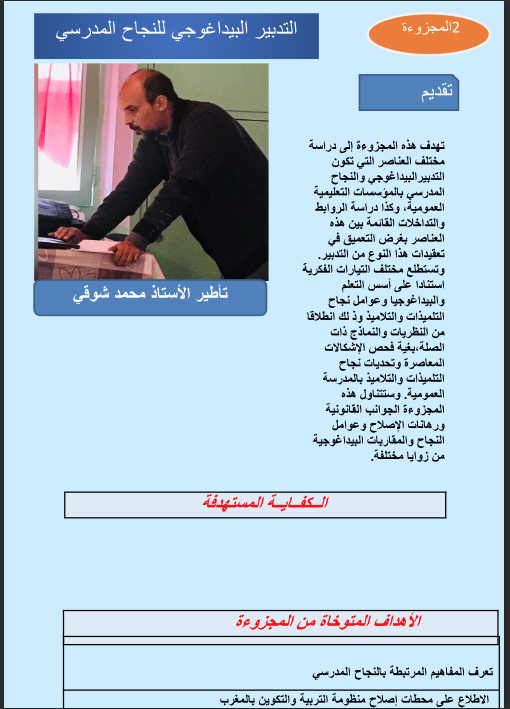 المجزوءة2
التدبير البيداغوجي للنجاح المدرسي
تقديم
تهدف هذه المجزوءة إلى دراسة
مختلف العناصر التي تكون
التدبيرالبيداغوجي والنجاح
المدرسي بالمؤسسات التعليمية
العمومية، وكذا دراسة الروابط
والتداخلات القائمة بين هذه
العناصر بغرض التعميق في
تعقيدات هذا النوع من التدبير.
وتستطلع مختلف التيارات الفكرية
استنادا على أسس التعلم
والبيداغوجيا وعوامل نجاح
التلميذات والتلاميذ وذ لك انطلاقا
من النظريات والنماذج ذات
الصلة،بغية فحص الإشكالات
المعاصرة وتحديات نجاح
التلميذات والتلاميذ بالمدرسة
العمومية. وستتناول هذه
المجزوءة الجوانب القانونية
ورهانات الإصلاح وعوامل
النجاح والمقاربات البيداغوجية
من زوايا مختلفة.
تأطير الأستاذ محمد شوقي
الــكفــايــة المستهدفة
الأهداف المتوخاة من المجزوءة
تعرف المفاهيم المرتبطة بالنجاح المدرسي
الاطلاع على محطات إصلاح منظومة التربية والتكوين بالمغرب